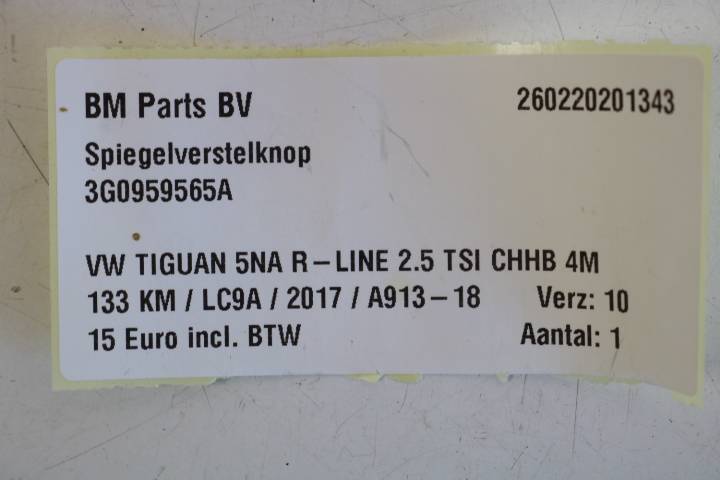 BM Parts BV 260220201343
Spiegelverstelknop
3G0959565A
VW TIGUAN 5NA R-LINE 2.5 TSI CHHB 4M
133 KM / LC9A / 2017 / A913-18 Verz: 10
15 Euro incl. BTW Aantal: 1